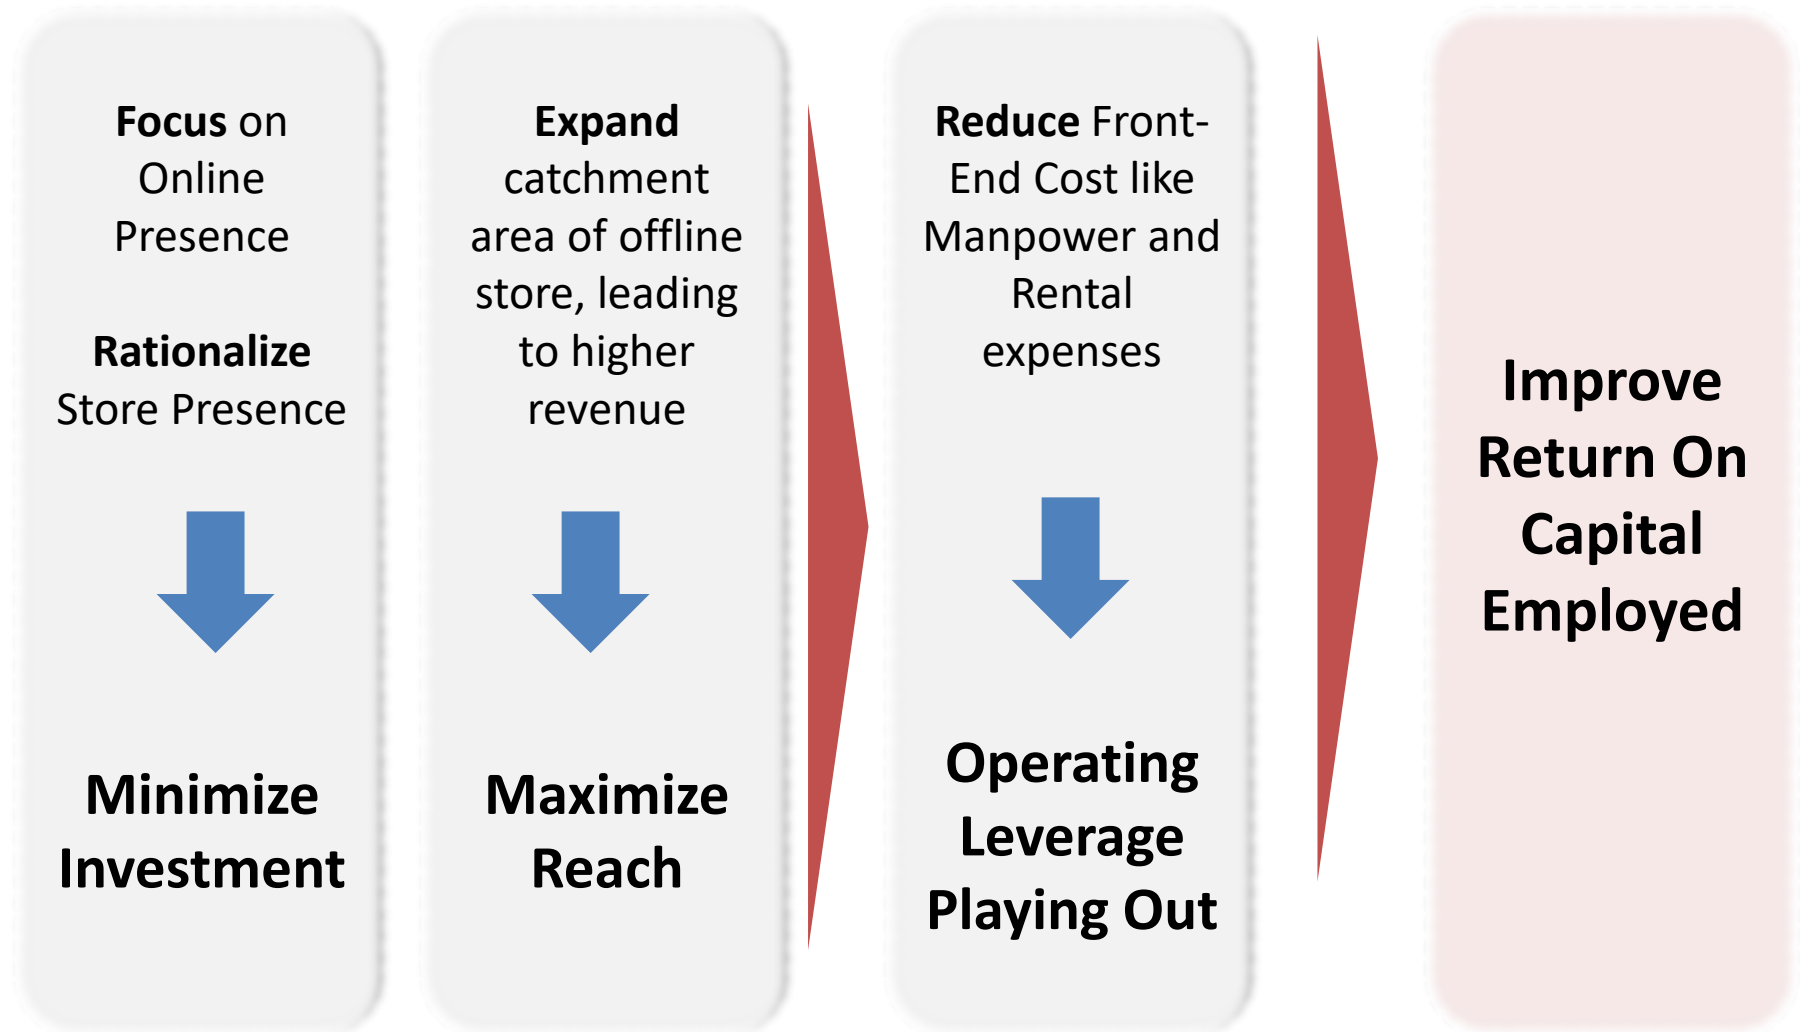 Focus on
Online
Presence
Rationalize
Store Presence
Minimize
Investment
Expand
catchment
area of offline
store, leading
to higher
revenue
Maximize
Reach
Reduce Front-
End Cost like
Manpower and
Rental
expenses
Operating
Leverage
Playing Out
Improve
Return On
Capital
Employed